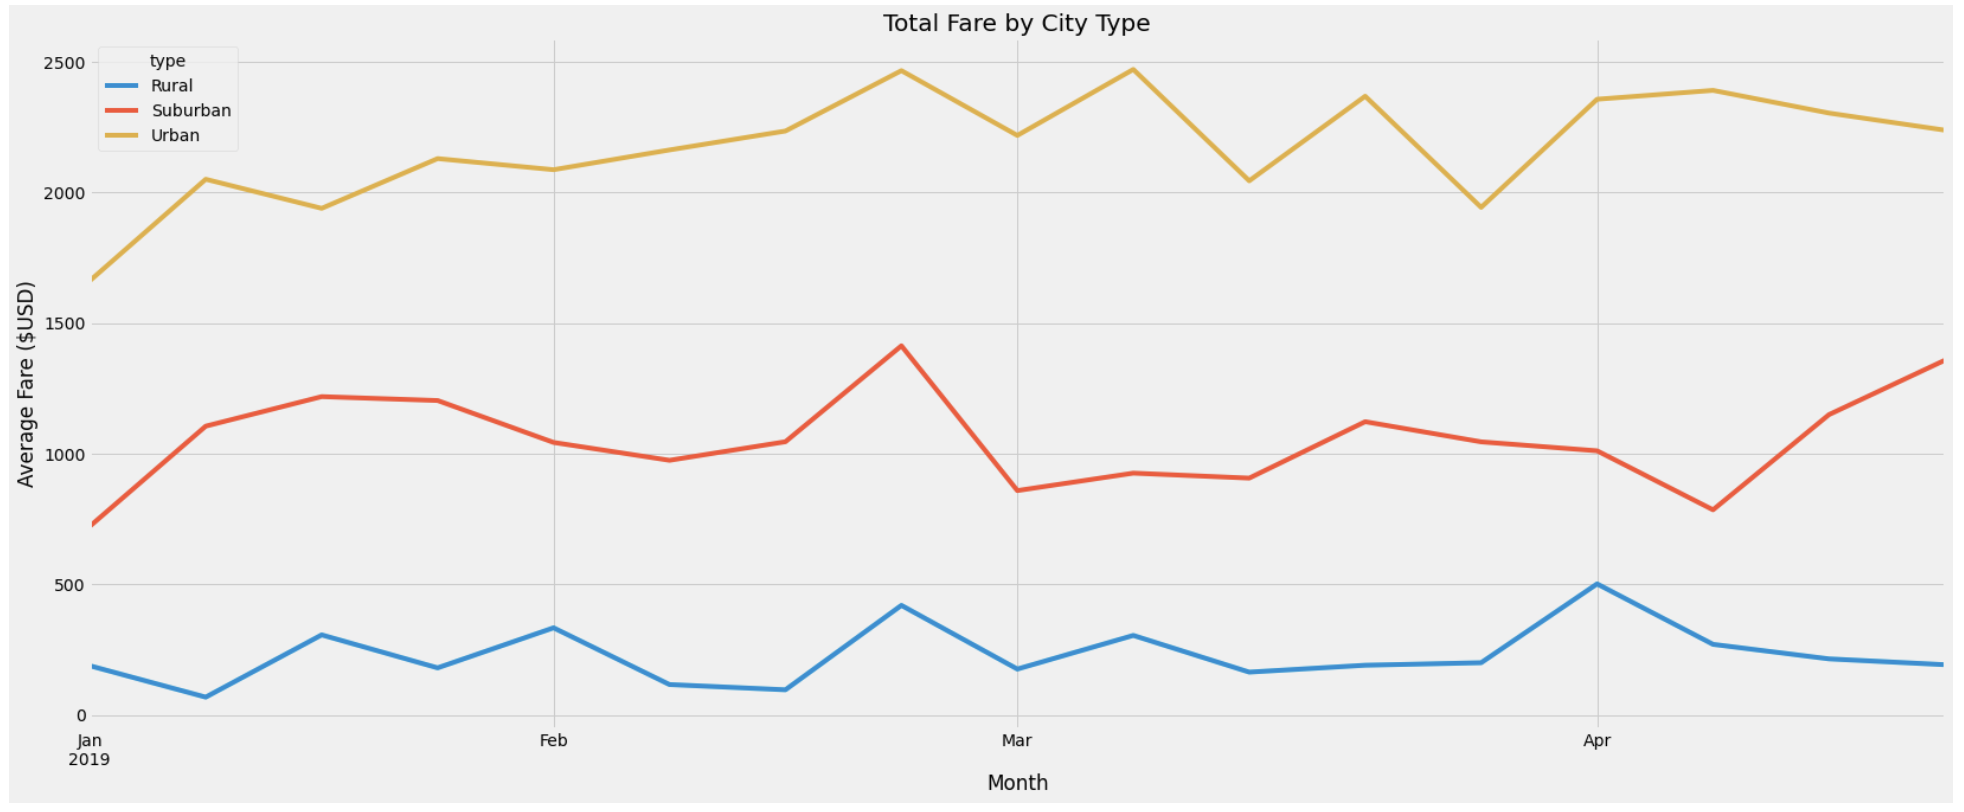 Total Fare by City Type
type
Rural
Suburban
Urban
Average Fare ($USD)
2500
2000
1500
1000
500
0
Jan
2019
Feb
Mar
Apr
Month